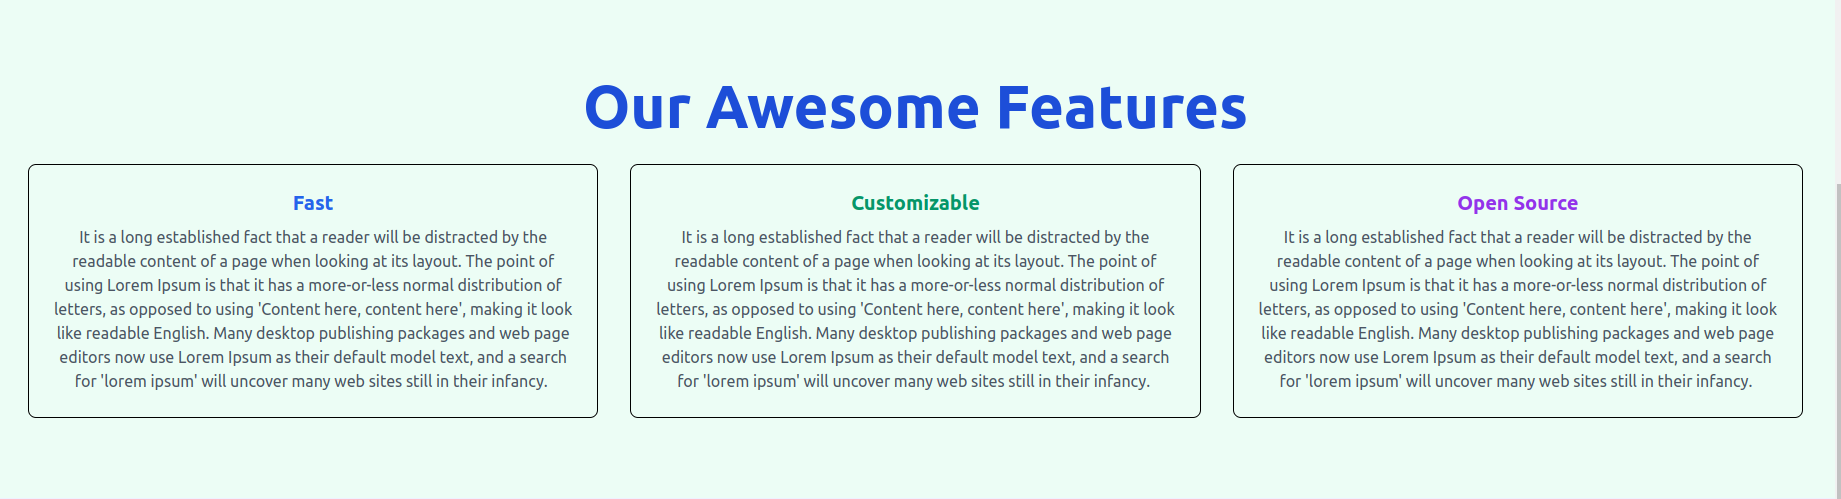 Our Awesome Features
Fast
It is a long established fact that a reader will be distracted by the
readable content of a page when looking at its layout. The point of
using Lorem Ipsum is that it has a more-or-less normal distribution of
letters, as opposed to using 'Content here, content here', making it look
like readable English. Many desktop publishing packages and web page
editors now use Lorem Ipsum as their default model text, and a search
for 'lorem ipsum' will uncover many web sites still in their infancy.
Customizable
It is a long established fact that a reader will be distracted by the
readable content of a page when looking at its layout. The point of
using Lorem Ipsum is that it has a more-or-less normal distribution of
letters, as opposed to using 'Content here, content here', making it look
like readable English. Many desktop publishing packages and web page
editors now use Lorem Ipsum as their default model text, and a search
for 'lorem ipsum' will uncover many web sites still in their infancy.
Open Source
It is a long established fact that a reader will be distracted by the
readable content of a page when looking at its layout. The point of
using Lorem Ipsum is that it has a more-or-less normal distribution of
letters, as opposed to using 'Content here, content here', making it look
like readable English. Many desktop publishing packages and web page
editors now use Lorem Ipsum as their default model text, and a search
for 'lorem ipsum' will uncover many web sites still in their infancy.